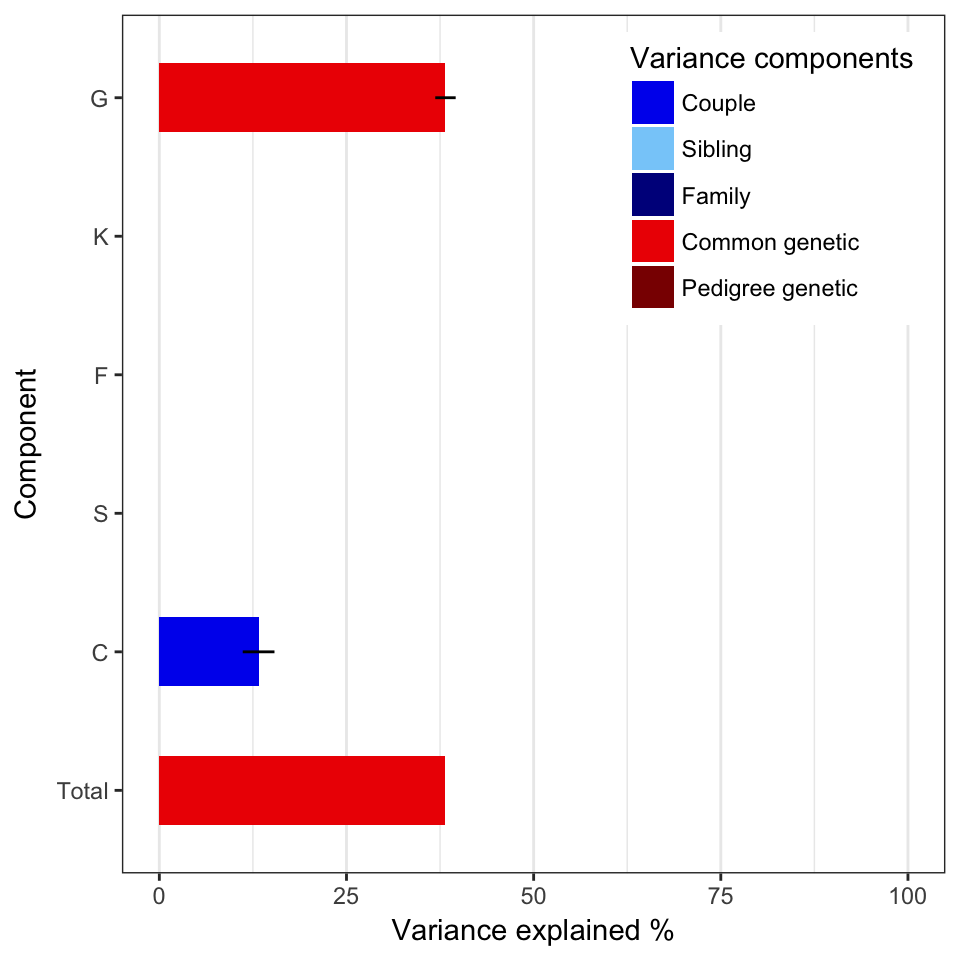 Variance components
Couple
Sibling
Family
Common genetic
Pedigree genetic
Component
G
K
F
S
C
Total
0 25 50 75 100
Variance explained %